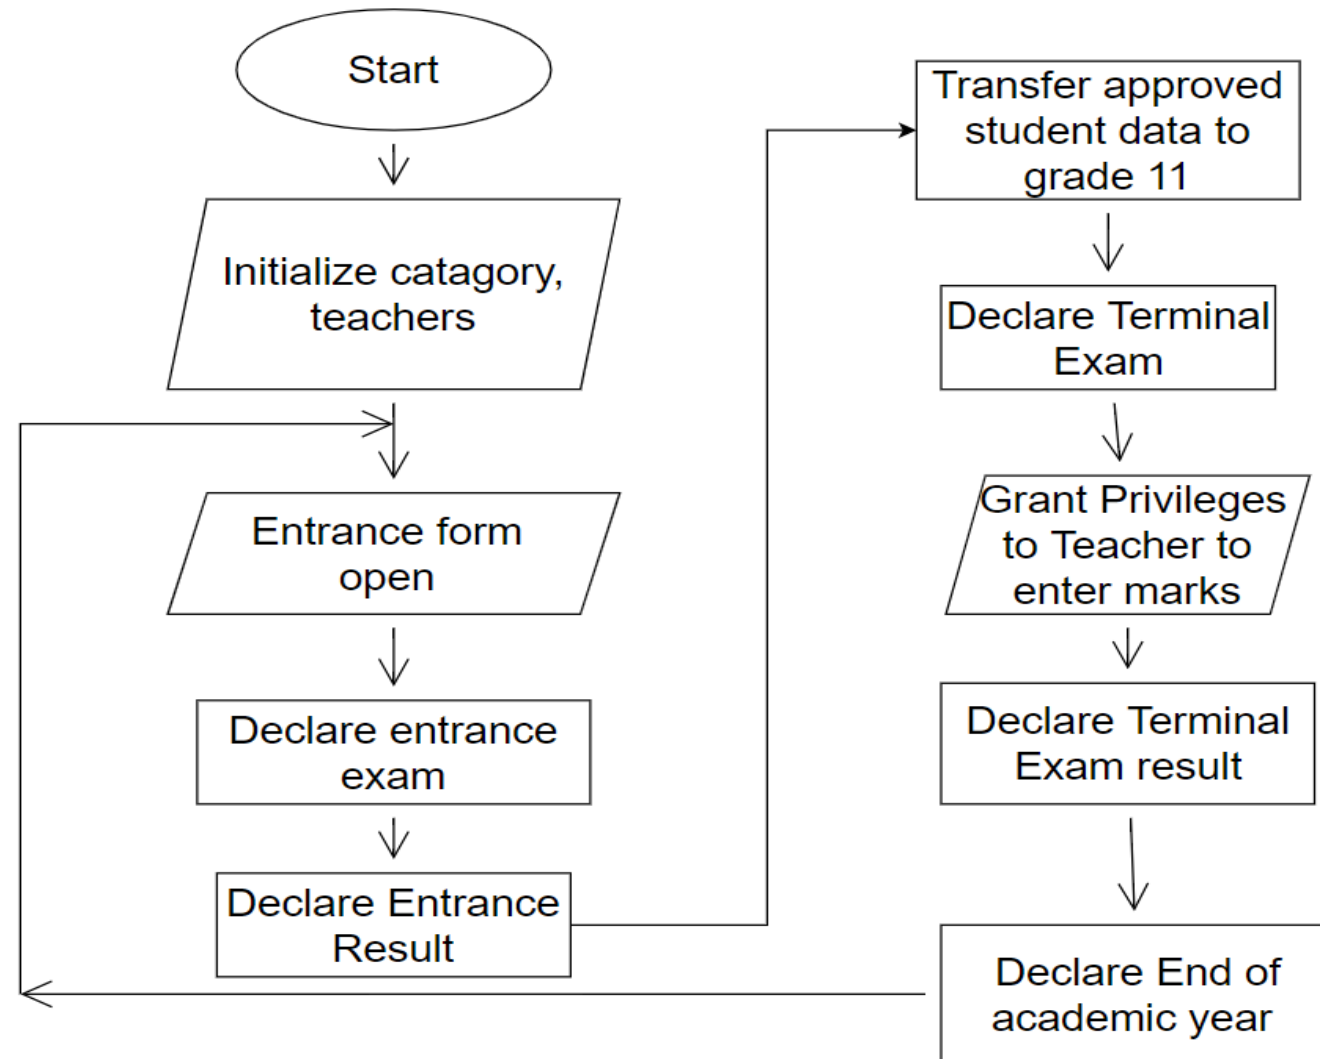 Start
Initialize catagory,
teachers
Entrance form
open
Declare entrance
exam
Declare Entrance
Result
Transfer approved
student data to
grade 11
Declare Terminal
Exam
Grant Privileges
to Teacher to
enter marks
Declare Terminal
Exam result
Declare End of
academic year